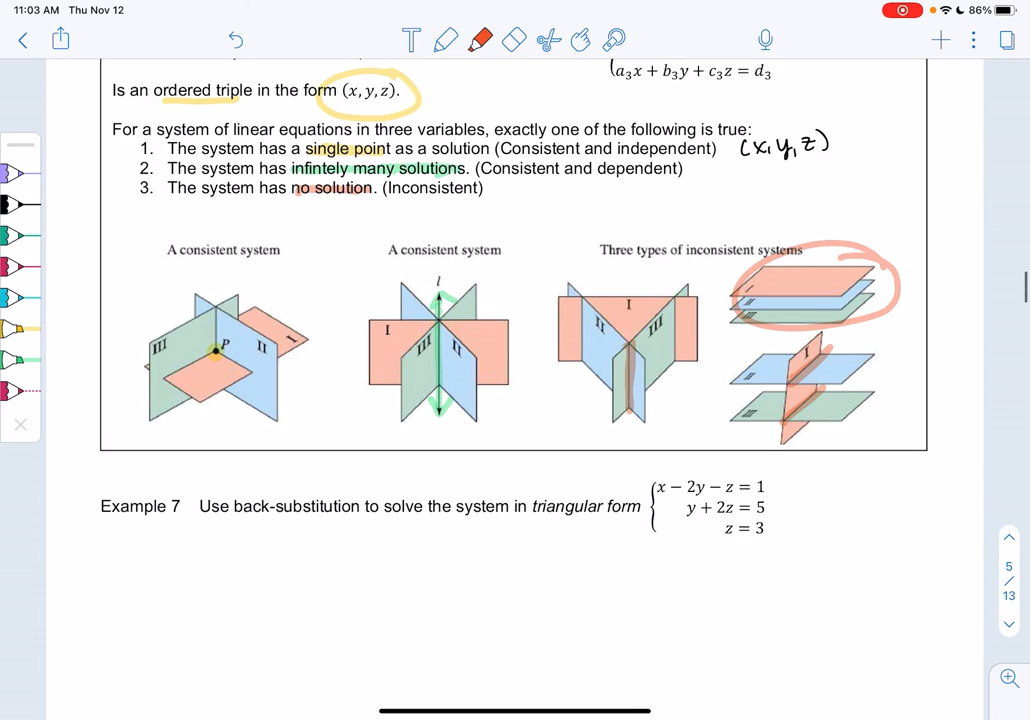 11:03 AM Thu Nov 12
86%
a₃x + b₃y + c₃z = d₃
Is an ordered triple in the form (x, y, z).
For a system of linear equations in three variables, exactly one of the following is true:
1. The system has a single point as a solution (Consistent and independent) (x, y, z)
2. The system has infintely many solutions. (Consistent and dependent)
3. The system has no solution. (Inconsistent)
A consistent system
A consistent system
Three types of inconsistent systems
III P II I
l
I III II
I
II III
I
II
III
I
II
III
Example 7 Use back-substitution to solve the system in triangular form
x − 2y − z = 1
y + 2z = 5
z = 3
5
/
13